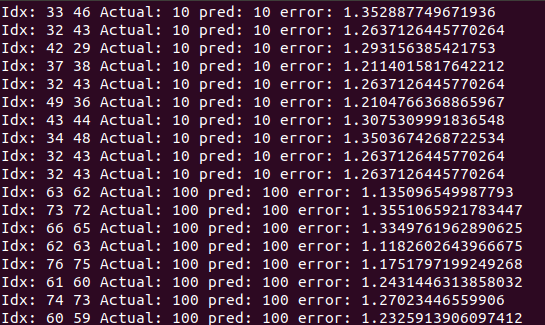 Idx: 33 46 Actual: 10 pred: 10 error: 1.352887749671936
Idx: 32 43 Actual: 10 pred: 10 error: 1.2637126445770264
Idx: 42 29 Actual: 10 pred: 10 error: 1.293156385421753
Idx: 37 38 Actual: 10 pred: 10 error: 1.2114015817642212
Idx: 32 43 Actual: 10 pred: 10 error: 1.2637126445770264
Idx: 49 36 Actual: 10 pred: 10 error: 1.2104766368865967
Idx: 43 44 Actual: 10 pred: 10 error: 1.3075309991836548
Idx: 34 48 Actual: 10 pred: 10 error: 1.3503674268722534
Idx: 32 43 Actual: 10 pred: 10 error: 1.2637126445770264
Idx: 32 43 Actual: 10 pred: 10 error: 1.2637126445770264
Idx: 63 62 Actual: 100 pred: 100 error: 1.135096549987793
Idx: 73 72 Actual: 100 pred: 100 error: 1.3551065921783447
Idx: 66 65 Actual: 100 pred: 100 error: 1.3349761962890625
Idx: 62 63 Actual: 100 pred: 100 error: 1.1182602643966675
Idx: 76 75 Actual: 100 pred: 100 error: 1.1751797199249268
Idx: 61 60 Actual: 100 pred: 100 error: 1.2431446313858032
Idx: 74 73 Actual: 100 pred: 100 error: 1.27023446559906
Idx: 60 59 Actual: 100 pred: 100 error: 1.2325913906097412